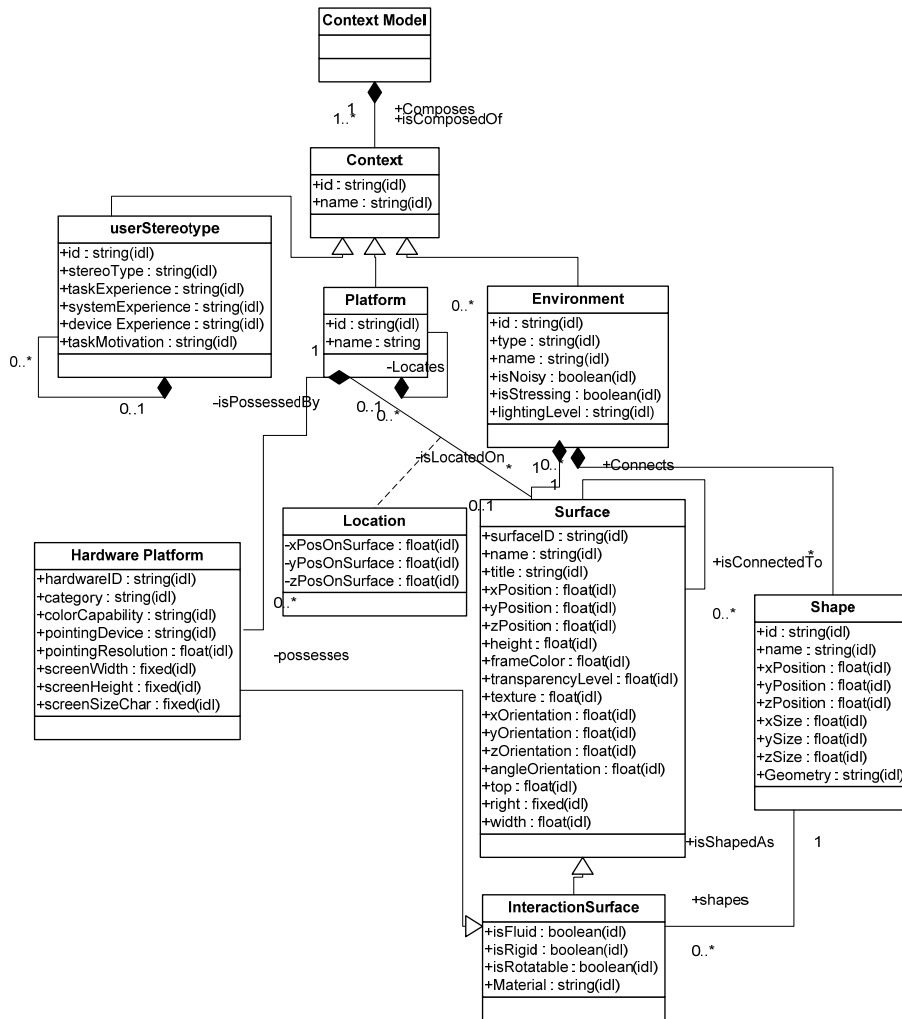 Context Model
1
+Composes
1..*
+isComposedOf
Context
+id : string(idl)
+name : string(idl)
userStereotype
+id : string(idl)
+stereoType : string(idl)
+taskExperience : string(idl)
+systemExperience : string(idl)
+device Experience : string(idl)
+taskMotivation : string(idl)
0..*
0..1
Platform
+id : string(idl)
+name : string
0..*
1
-Locates
0..1
0..*
-isPossessedBy
Environment
+id : string(idl)
+type : string(idl)
+name : string(idl)
+isNoisy : boolean(idl)
+isStressing : boolean(idl)
+lightingLevel : string(idl)
-isLocatedOn
*
1
0..*
1
+Connects
0..1
Location
-xPosOnSurface : float(idl)
-yPosOnSurface : float(idl)
-zPosOnSurface : float(idl)
Hardware Platform
+hardwareID : string(idl)
+category : string(idl)
+colorCapability : string(idl)
+pointingDevice : string(idl)
+pointingResolution : float(idl)
+screenWidth : fixed(idl)
+screenHeight : fixed(idl)
+screenSizeChar : fixed(idl)
0..*
-possesses
Surface
+surfaceID : string(idl)
+name : string(idl)
+title : string(idl)
+xPosition : float(idl)
+yPosition : float(idl)
+zPosition : float(idl)
+height : float(idl)
+frameColor : float(idl)
+transparencyLevel : float(idl)
+texture : float(idl)
+xOrientation : float(idl)
+yOrientation : float(idl)
+zOrientation : float(idl)
+angleOrientation : float(idl)
+top : float(idl)
+right : fixed(idl)
+width : float(idl)
+isConnectedTo
*
0..*
Shape
+id : string(idl)
+name : string(idl)
+xPosition : float(idl)
+yPosition : float(idl)
+zPosition : float(idl)
+xSize : float(idl)
+ySize : float(idl)
+zSize : float(idl)
+Geometry : string(idl)
+isShapedAs
1
+shapes
0..*
InteractionSurface
+isFluid : boolean(idl)
+isRigid : boolean(idl)
+isRotatable : boolean(idl)
+Material : string(idl)